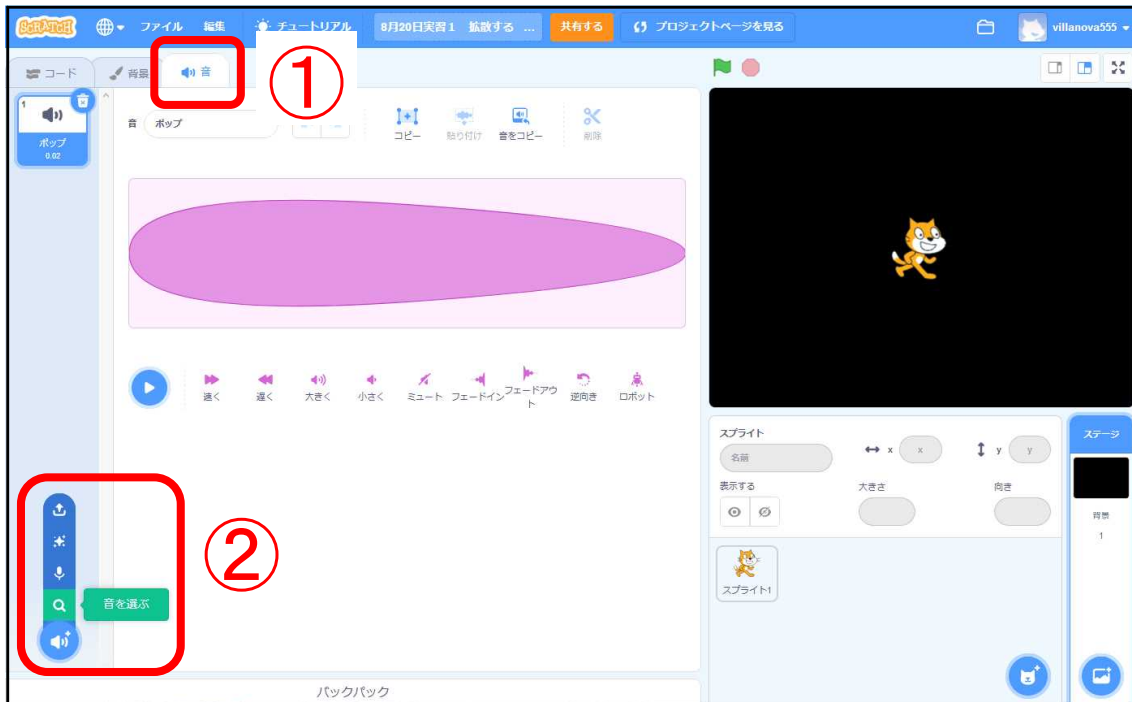 SCRATCH ファイル 編集 チュートリアル 8月20日実習1 拡散する ... 共有する プロジェクトページを見る villanova555
コード 背景 音 ①
1
ポップ
0.02
音 ポップ
コピー 貼り付け 音をコピー 削除
速く 遅く 大きく 小さく ミュート フェードイン フェードアウ
ト 逆向き ロボット
②
音を選ぶ
バックパック
スプライト
名前 x x y y
表示する 大きさ 向き
スプライト1
ステージ
背景
1